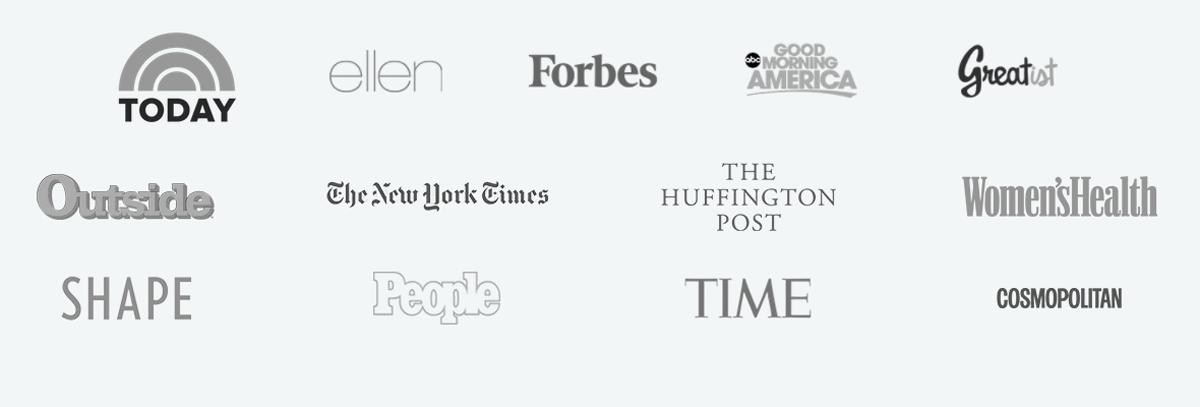 TODAY
ellen
Forbes
abc GOOD
MORNING
AMERICA
Greatist
Outside
The New York Times
THE
HUFFINGTON
POST
Women'sHealth
SHAPE
People
TIME
COSMOPOLITAN